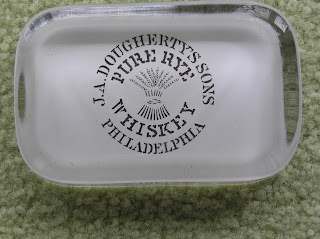 J.A. DOUGHERTY'S SONS
PURE RYE
WHISKEY
PHILADELPHIA